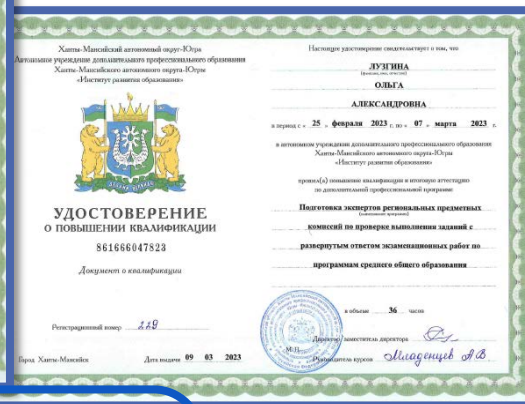 Ханты-Мансийский автономный округ-Югра
Автономное учреждение дополнительного профессионального образования
Ханты-Мансийского автономного округа-Югры
«Институт развития образования»
УДОСТОВЕРЕНИЕ
О ПОВЫШЕНИИ КВАЛИФИКАЦИИ
861666047823
Документ о квалификации
Регистрационный номер 229
Город Ханты-Мансийск Дата выдачи 09 03 2023
Настоящее удостоверение свидетельствует о том, что
ЛУЗГИНА
(фамилия, имя, отчество)
ОЛЬГА
АЛЕКСАНДРОВНА
в период с « 25 » февраля 2023 г. по « 07 » марта 2023 г.
в автономном учреждении дополнительного профессионального образования
Ханты-Мансийского автономного округа-Югры
«Институт развития образования»
прошел(а) повышение квалификации и итоговую аттестацию
по дополнительной профессиональной программе
Подготовка экспертов региональных предметных
комиссий по проверке выполнения заданий с
развернутым ответом экзаменационных работ по
программам среднего общего образования
в объеме 36 часов
Директор/ заместитель директора
М.П.
Руководитель курсов Младенцев А В